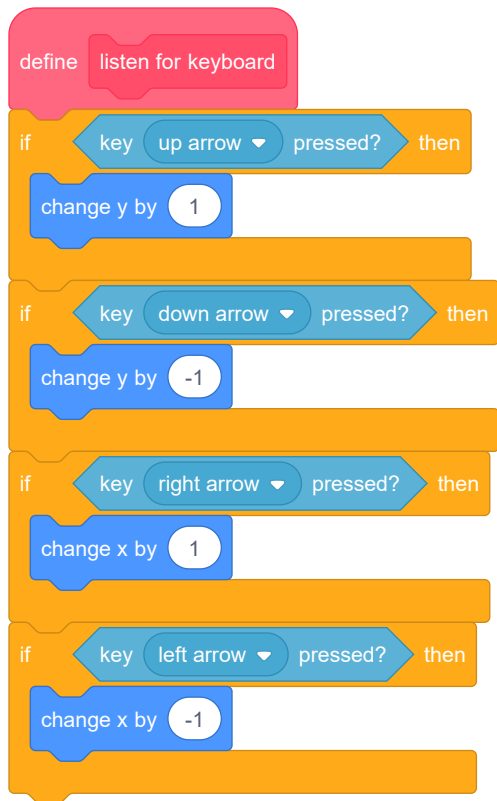 define listen for keyboard
if key up arrow pressed? then
change y by 1
if key down arrow pressed? then
change y by -1
if key right arrow pressed? then
change x by 1
if key left arrow pressed? then
change x by -1